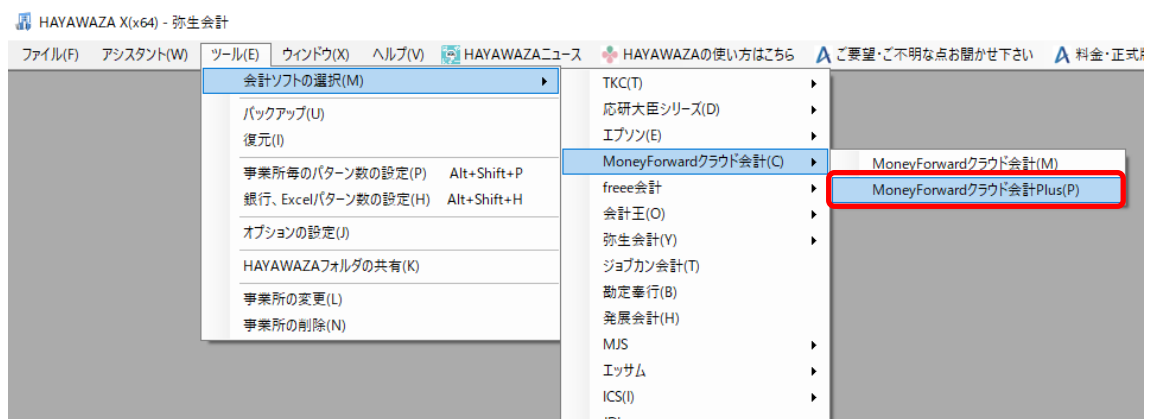 HAYAWAZA X(x64) - 弥生会計
ファイル(F) アシスタント(W) ツール(E) ウィンドウ(X) ヘルプ(V) HAYAWAZAニュース HAYAWAZAの使い方はこちら ご要望・ご不明な点お聞かせ下さい 料金・正式
会計ソフトの選択(M)
バックアップ(U)
復元(I)
事業所毎のパターン数の設定(P) Alt+Shift+P
銀行、Excelパターン数の設定(H) Alt+Shift+H
オプションの設定(J)
HAYAWAZAフォルダの共有(K)
事業所の変更(L)
事業所の削除(N)
TKC(T)
応研大臣シリーズ(D)
エプソン(E)
MoneyForwardクラウド会計(C)
freee会計
会計王(O)
弥生会計(Y)
ジョブカン会計(T)
勘定奉行(B)
発展会計(H)
MJS
エッサム
ICS(I)
MoneyForwardクラウド会計(M)
MoneyForwardクラウド会計Plus(P)